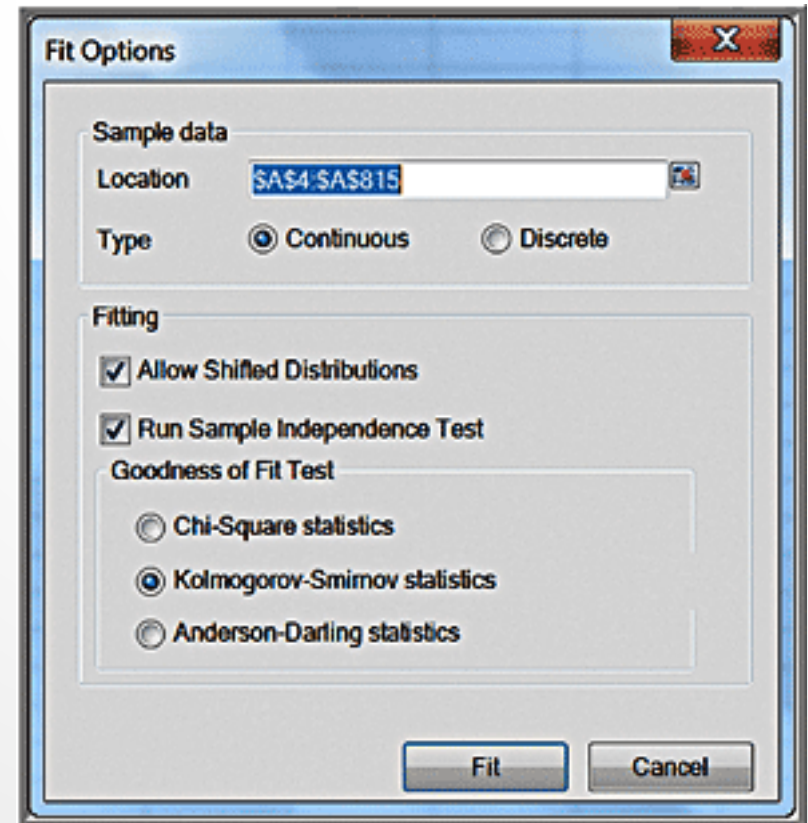 Fit Options
Sample data
Location $A$4:$A$815
Type Continuous Discrete
Fitting
Allow Shifted Distributions
Run Sample Independence Test
Goodness of Fit Test
Chi-Square statistics
Kolmogorov-Smirnov statistics
Anderson-Darling statistics
Fit Cancel